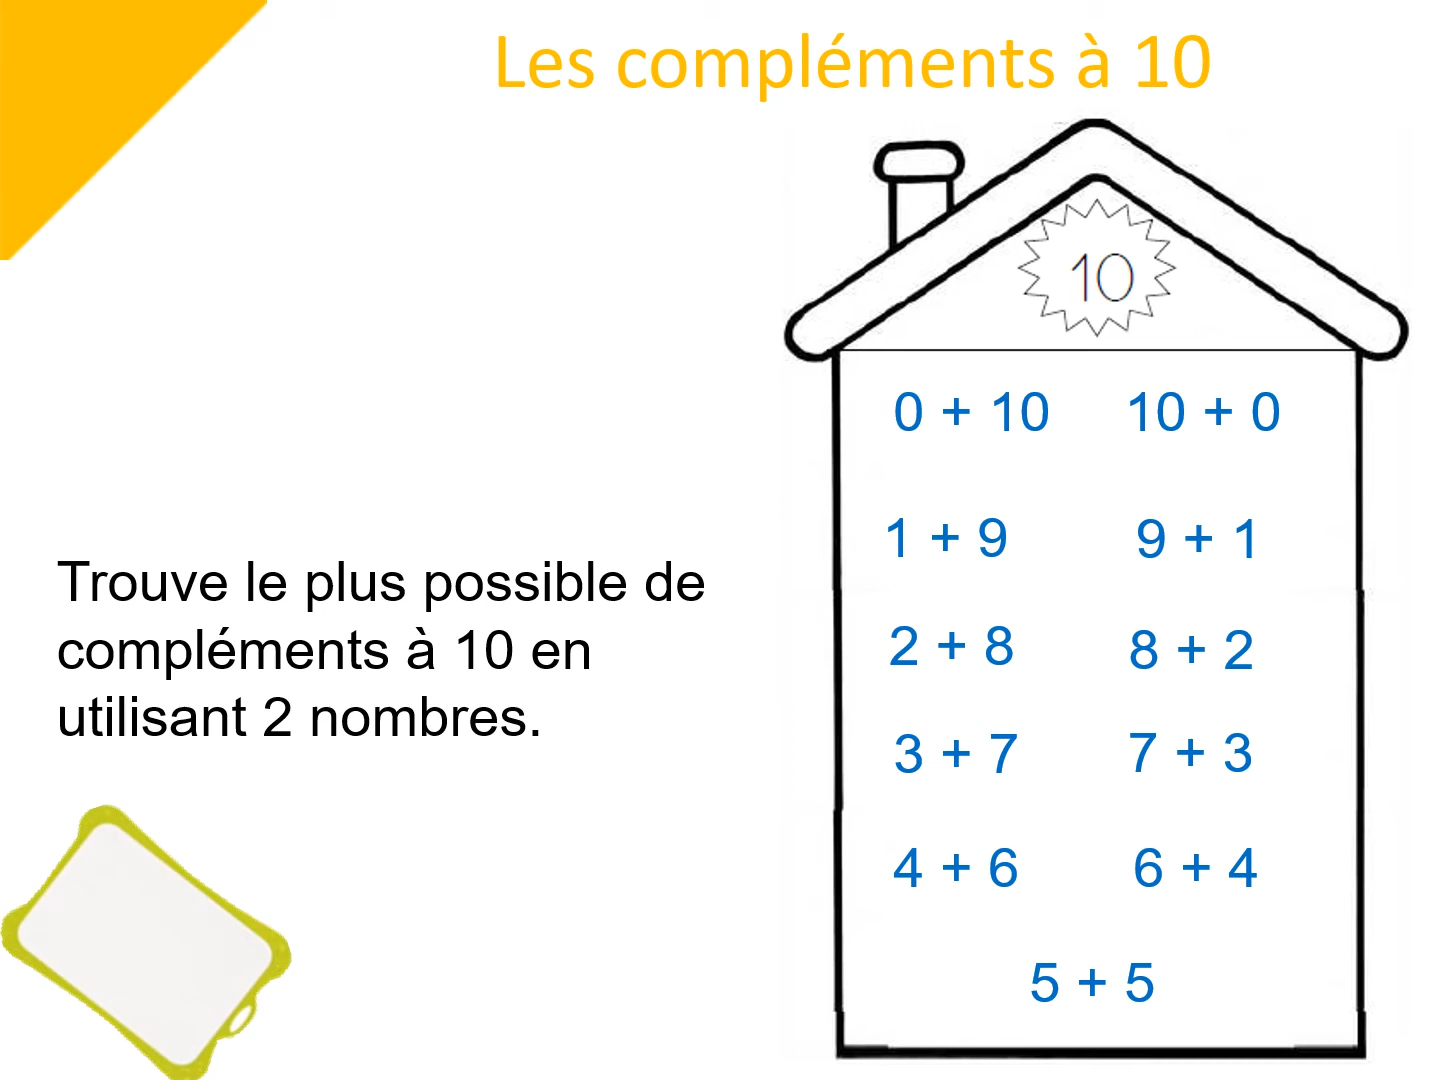 Les compléments à 10
10
0 + 10 10 + 0
1 + 9 9 + 1
Trouve le plus possible de
compléments à 10 en
utilisant 2 nombres.
2 + 8 8 + 2
3 + 7 7 + 3
4 + 6 6 + 4
5 + 5